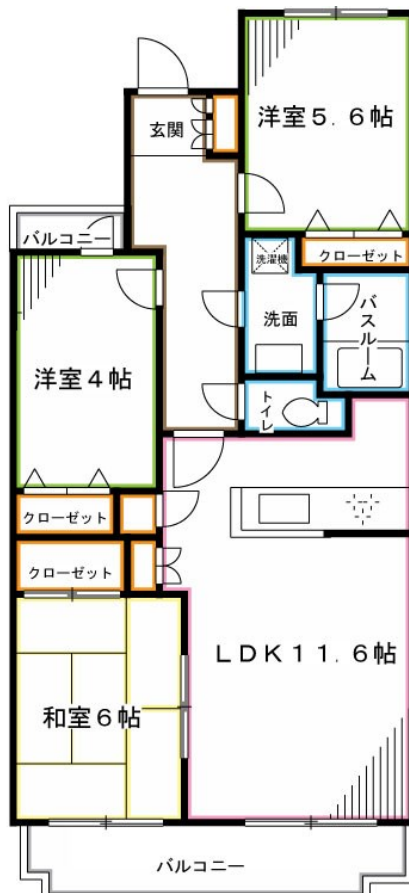 玄関
洋室5.6帖
バルコニー
洗濯機
クローゼット
洗面
バスルーム
洋室4帖
トイレ
クローゼット
クローゼット
LDK11.6帖
和室6帖
バルコニー